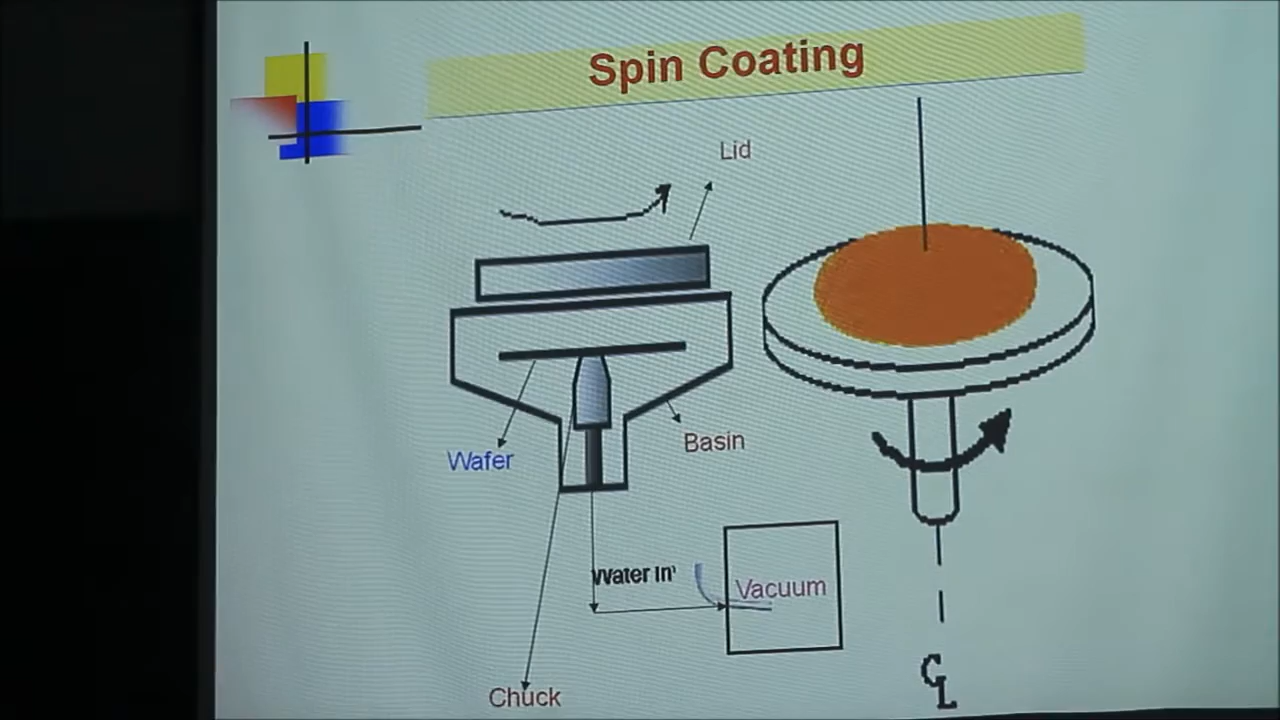 Spin Coating
Lid
Wafer
Basin
Water In'
Vacuum
Chuck
CL